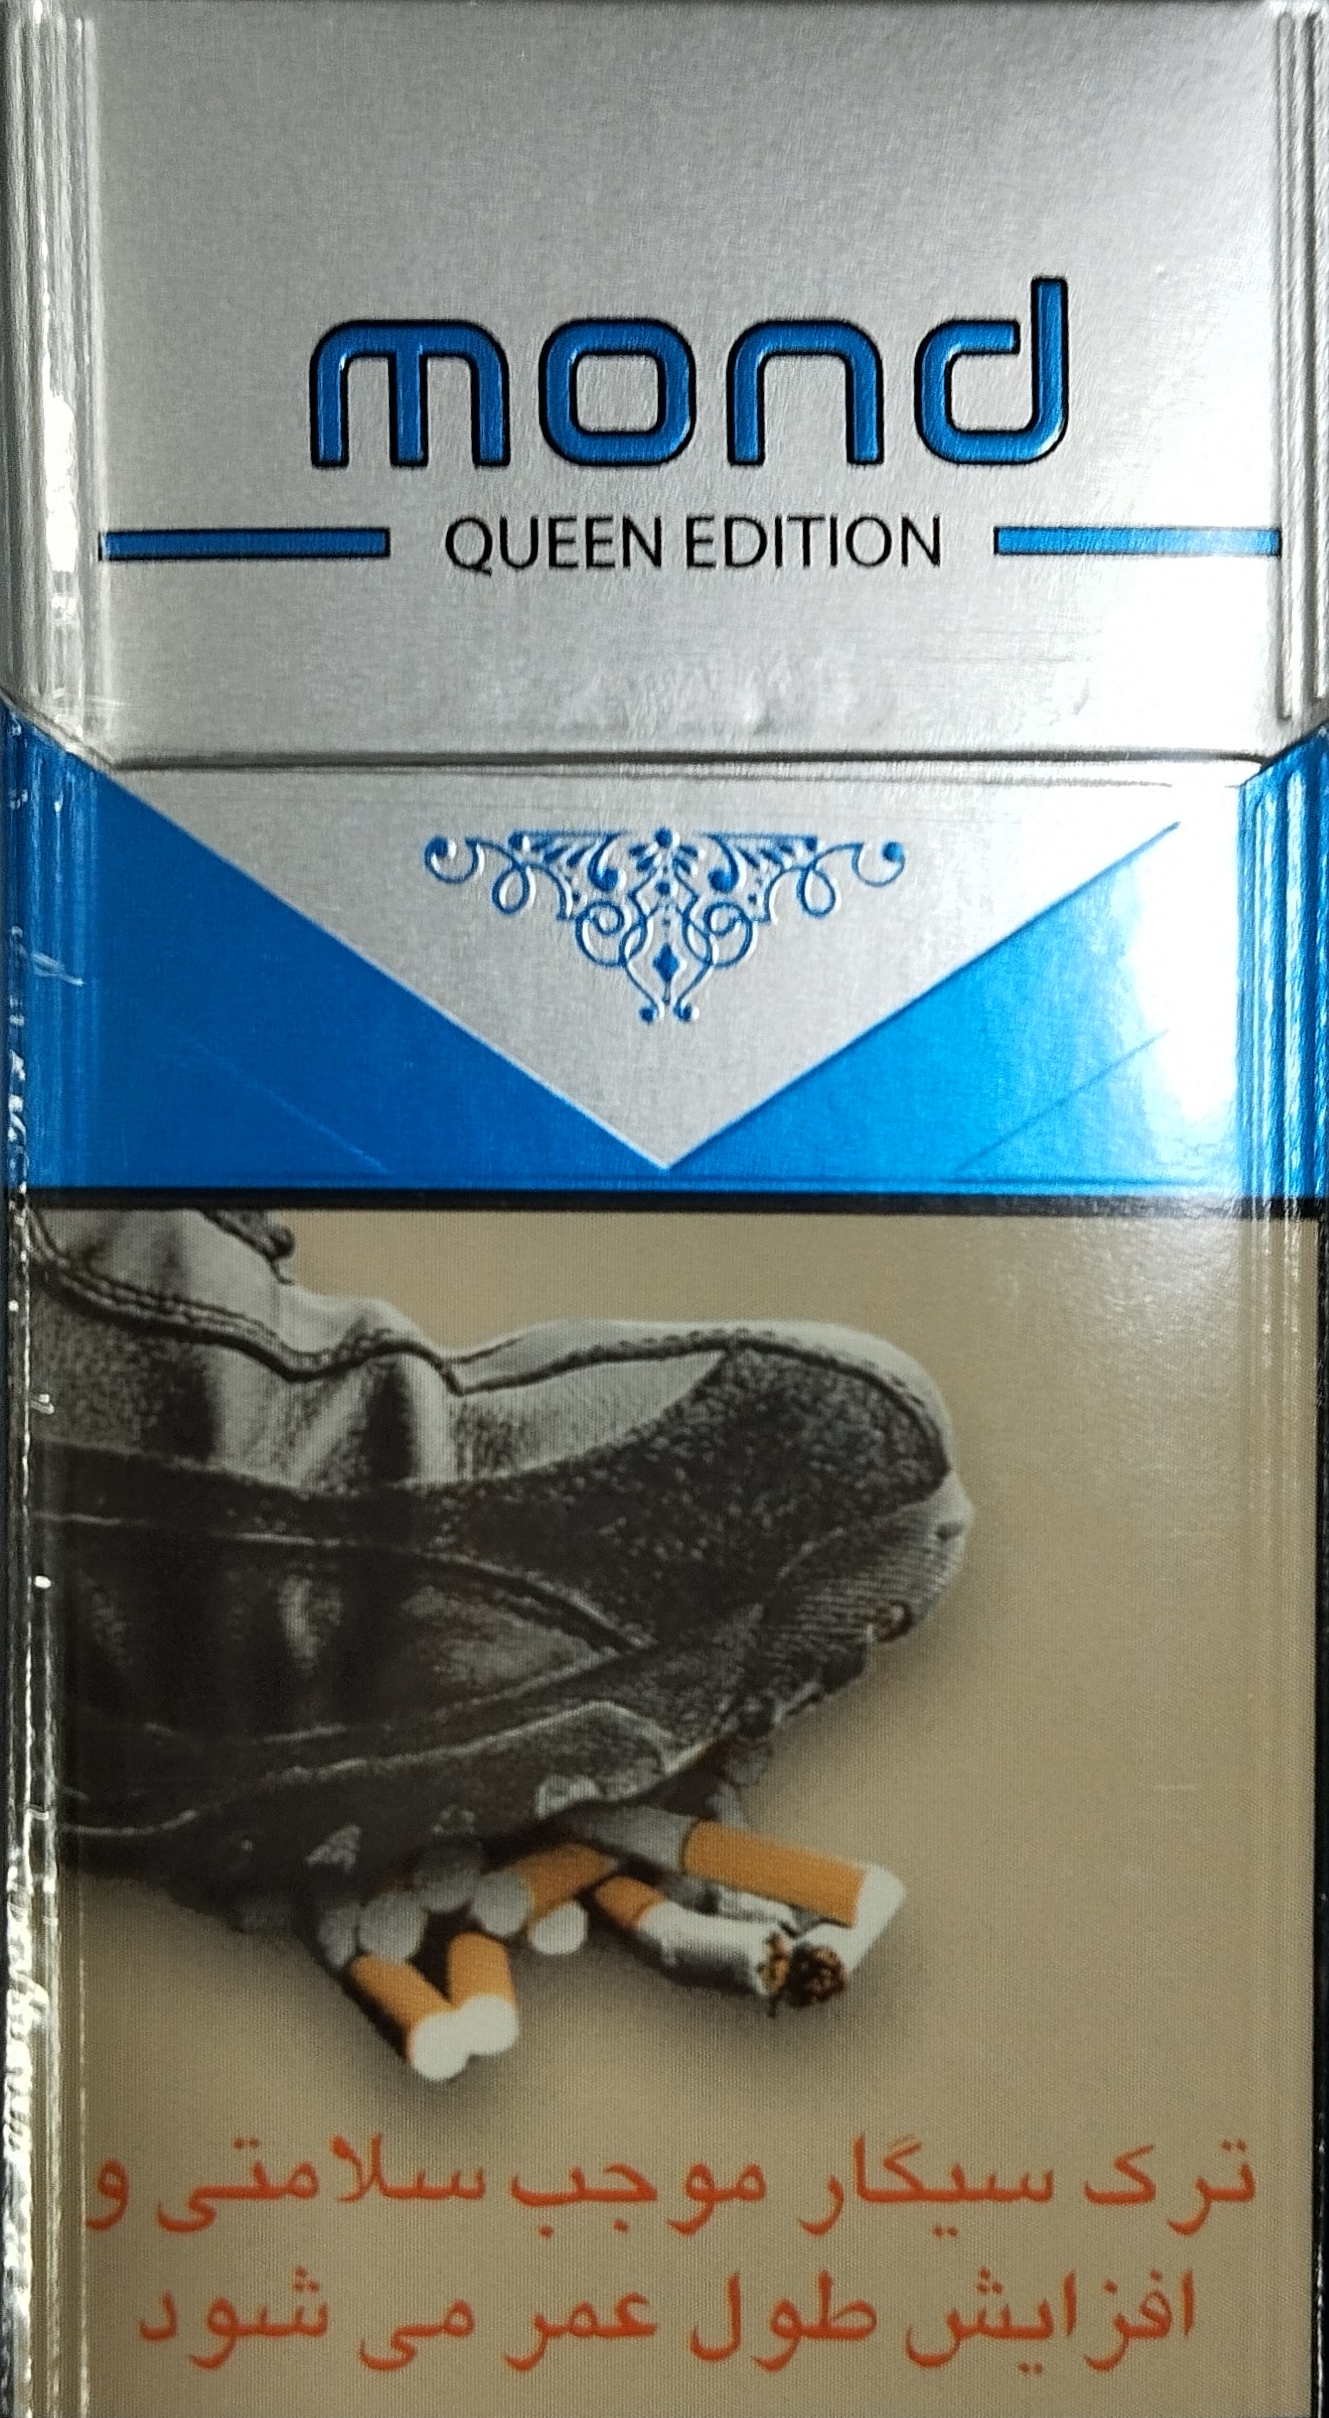 mond
QUEEN EDITION
ترک سیگار موجب سلامتی و
افزایش طول عمر می شود